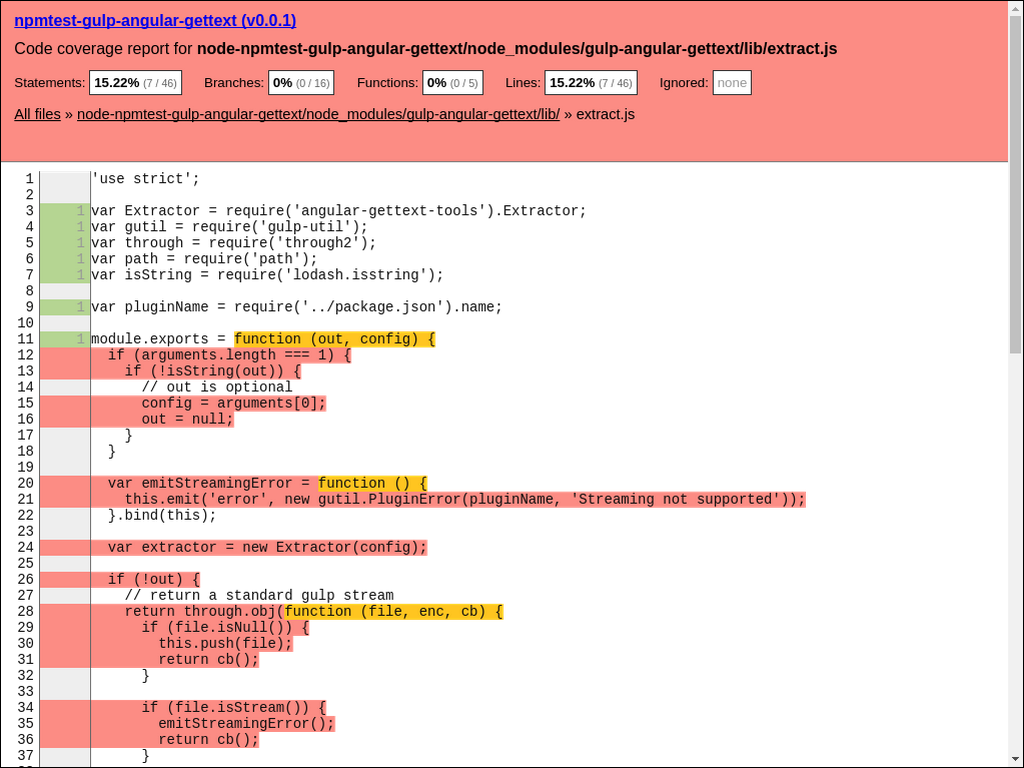 npmtest-gulp-angular-gettext (v0.0.1)
Code coverage report for node-npmtest-gulp-angular-gettext/node_modules/gulp-angular-gettext/lib/extract.js
Statements: 15.22% (7 / 46) Branches: 0% (0 / 16) Functions: 0% (0 / 5) Lines: 15.22% (7 / 46) Ignored: none
All files » node-npmtest-gulp-angular-gettext/node_modules/gulp-angular-gettext/lib/ » extract.js
1 'use strict';
2
3 1 var Extractor = require('angular-gettext-tools').Extractor;
4 1 var gutil = require('gulp-util');
5 1 var through = require('through2');
6 1 var path = require('path');
7 1 var isString = require('lodash.isstring');
8
9 1 var pluginName = require('../package.json').name;
10
11 1 module.exports = function (out, config) {
12   if (arguments.length === 1) {
13     if (!isString(out)) {
14       // out is optional
15       config = arguments[0];
16       out = null;
17     }
18   }
19
20   var emitStreamingError = function () {
21     this.emit('error', new gutil.PluginError(pluginName, 'Streaming not supported'));
22   }.bind(this);
23
24   var extractor = new Extractor(config);
25
26   if (!out) {
27     // return a standard gulp stream
28     return through.obj(function (file, enc, cb) {
29       if (file.isNull()) {
30         this.push(file);
31         return cb();
32       }
33
34       if (file.isStream()) {
35         emitStreamingError();
36         return cb();
37       }